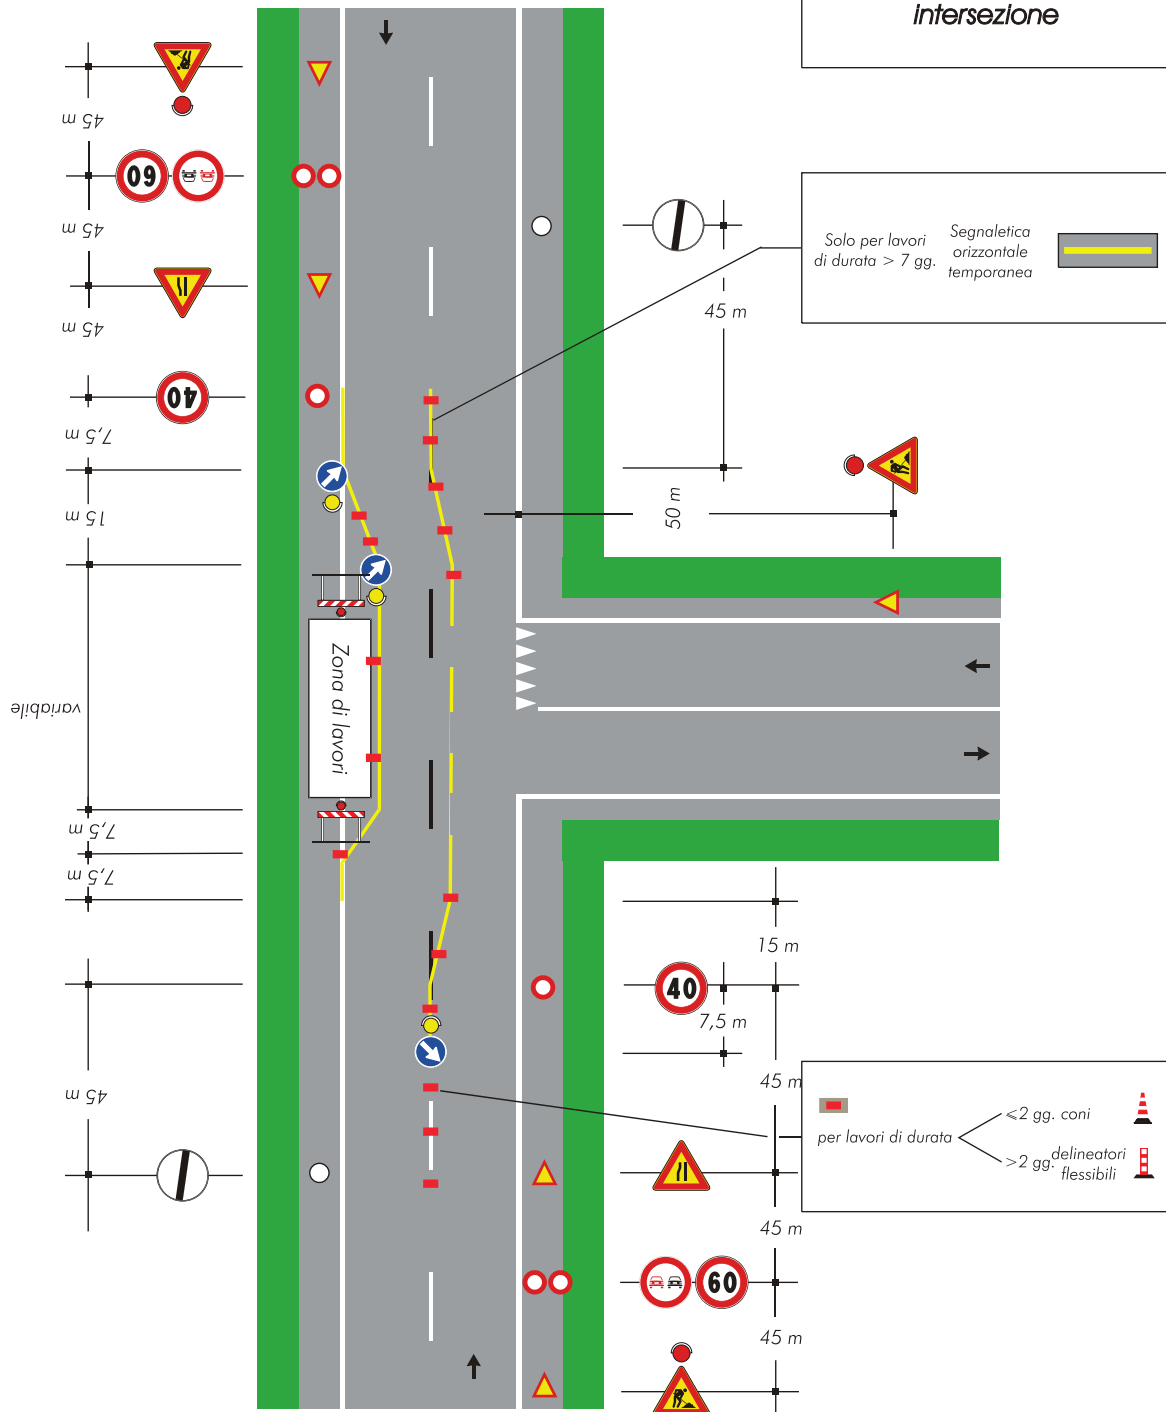 intersezione
45 m
60
45 m
45 m
40
7,5 m
15 m
variabile
7,5 m
7,5 m
45 m
Zona di lavori
45 m
50 m
Solo per lavori
di durata > 7 gg.
Segnaletica
orizzontale
temporanea
15 m
40
7,5 m
45 m
per lavori di durata
⩽2 gg. coni
>2 gg. delineatori
flessibili
45 m
60
45 m